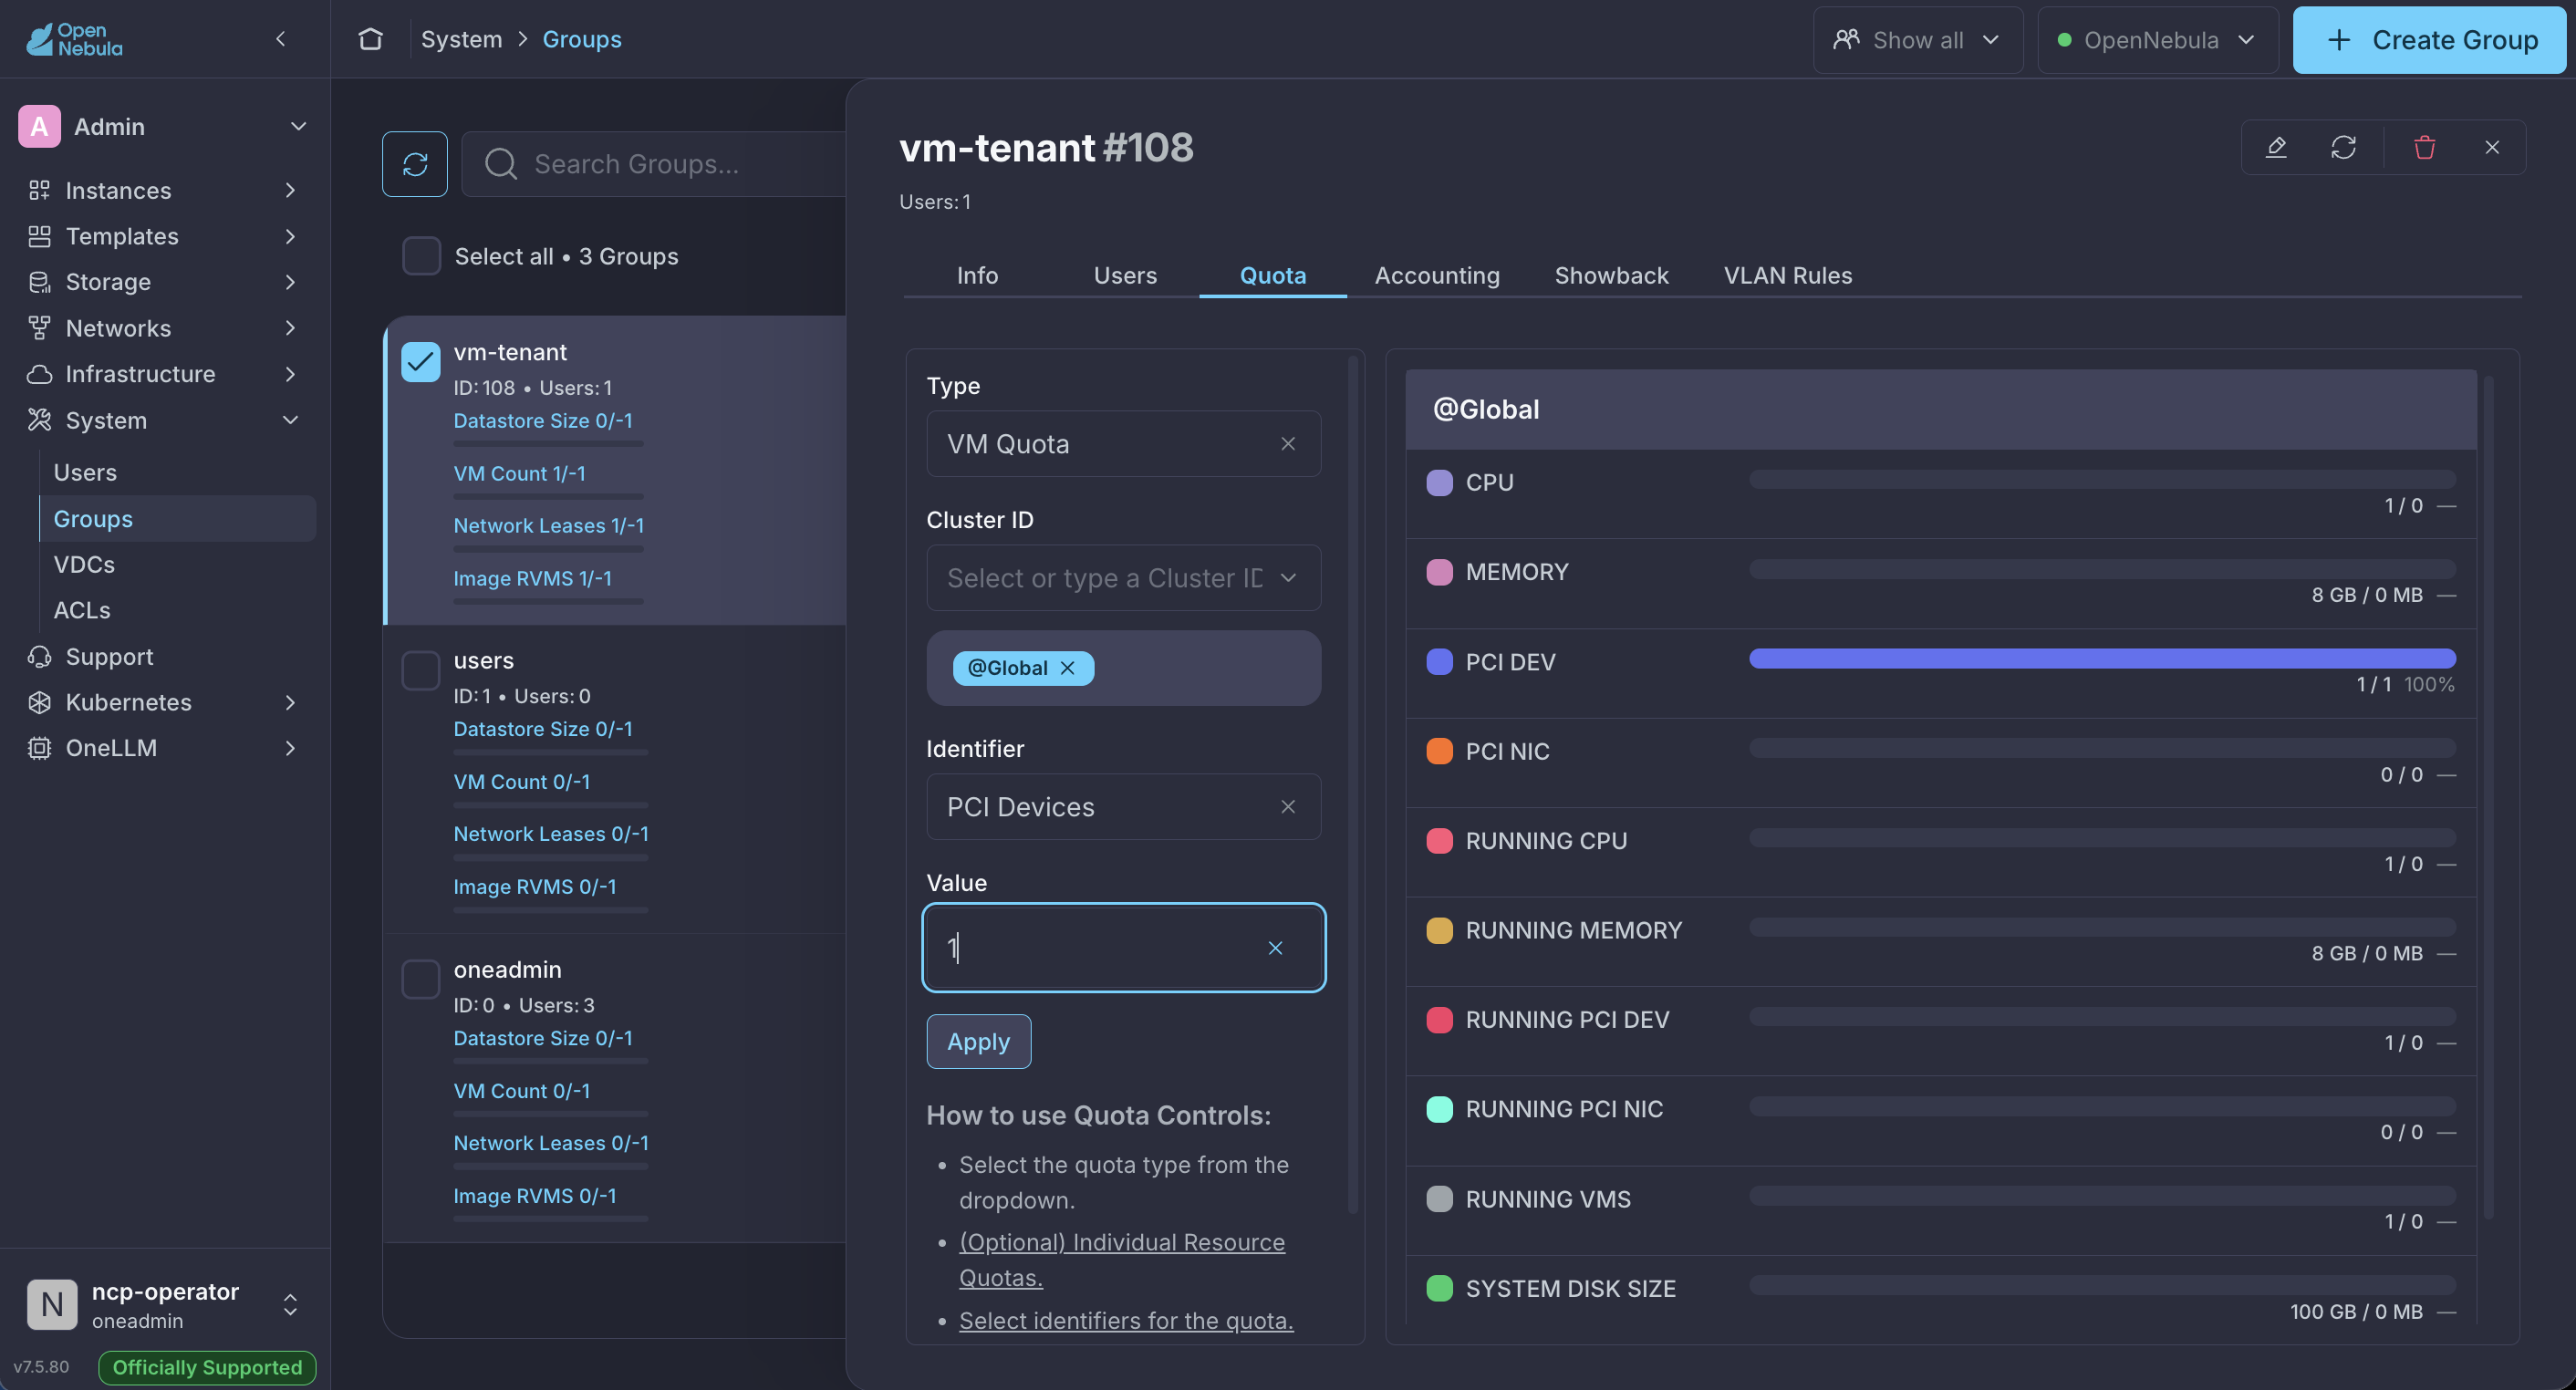 Open
Nebula
System > Groups
Show all
OpenNebula
+ Create Group
A Admin
Instances
Templates
Storage
Networks
Infrastructure
System
Users
Groups
VDCs
ACLs
Support
Kubernetes
OneLLM
N
ncp-operator
oneadmin
v7.5.80
Officially Supported
Search Groups...
Select all • 3 Groups
vm-tenant
ID: 108 • Users: 1
Datastore Size 0/-1
VM Count 1/-1
Network Leases 1/-1
Image RVMS 1/-1
users
ID: 1 • Users: 0
Datastore Size 0/-1
VM Count 0/-1
Network Leases 0/-1
Image RVMS 0/-1
oneadmin
ID: 0 • Users: 3
Datastore Size 0/-1
VM Count 0/-1
Network Leases 0/-1
Image RVMS 0/-1
vm-tenant #108
Users: 1
Info Users Quota Accounting Showback VLAN Rules
Type
VM Quota
Cluster ID
Select or type a Cluster ID
@Global
Identifier
PCI Devices
Value
1
Apply
How to use Quota Controls:
• Select the quota type from the
dropdown.
• (Optional) Individual Resource
Quotas.
• Select identifiers for the quota.
@Global
CPU
1 / 0 —
MEMORY
8 GB / 0 MB —
PCI DEV
1 / 1 100%
PCI NIC
0 / 0 —
RUNNING CPU
1 / 0 —
RUNNING MEMORY
8 GB / 0 MB —
RUNNING PCI DEV
1 / 0 —
RUNNING PCI NIC
0 / 0 —
RUNNING VMS
1 / 0 —
SYSTEM DISK SIZE
100 GB / 0 MB —